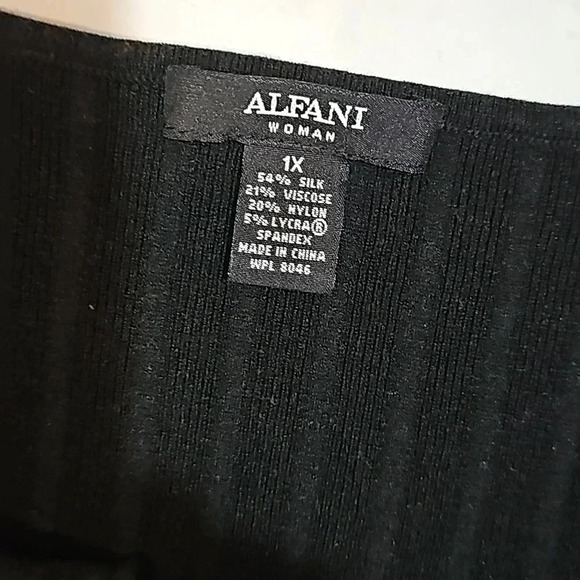 ALFANI
WOMAN
1X
54% SILK
21% VISCOSE
20% NYLON
5% LYCRA®
SPANDEX
MADE IN CHINA
WPL 8046